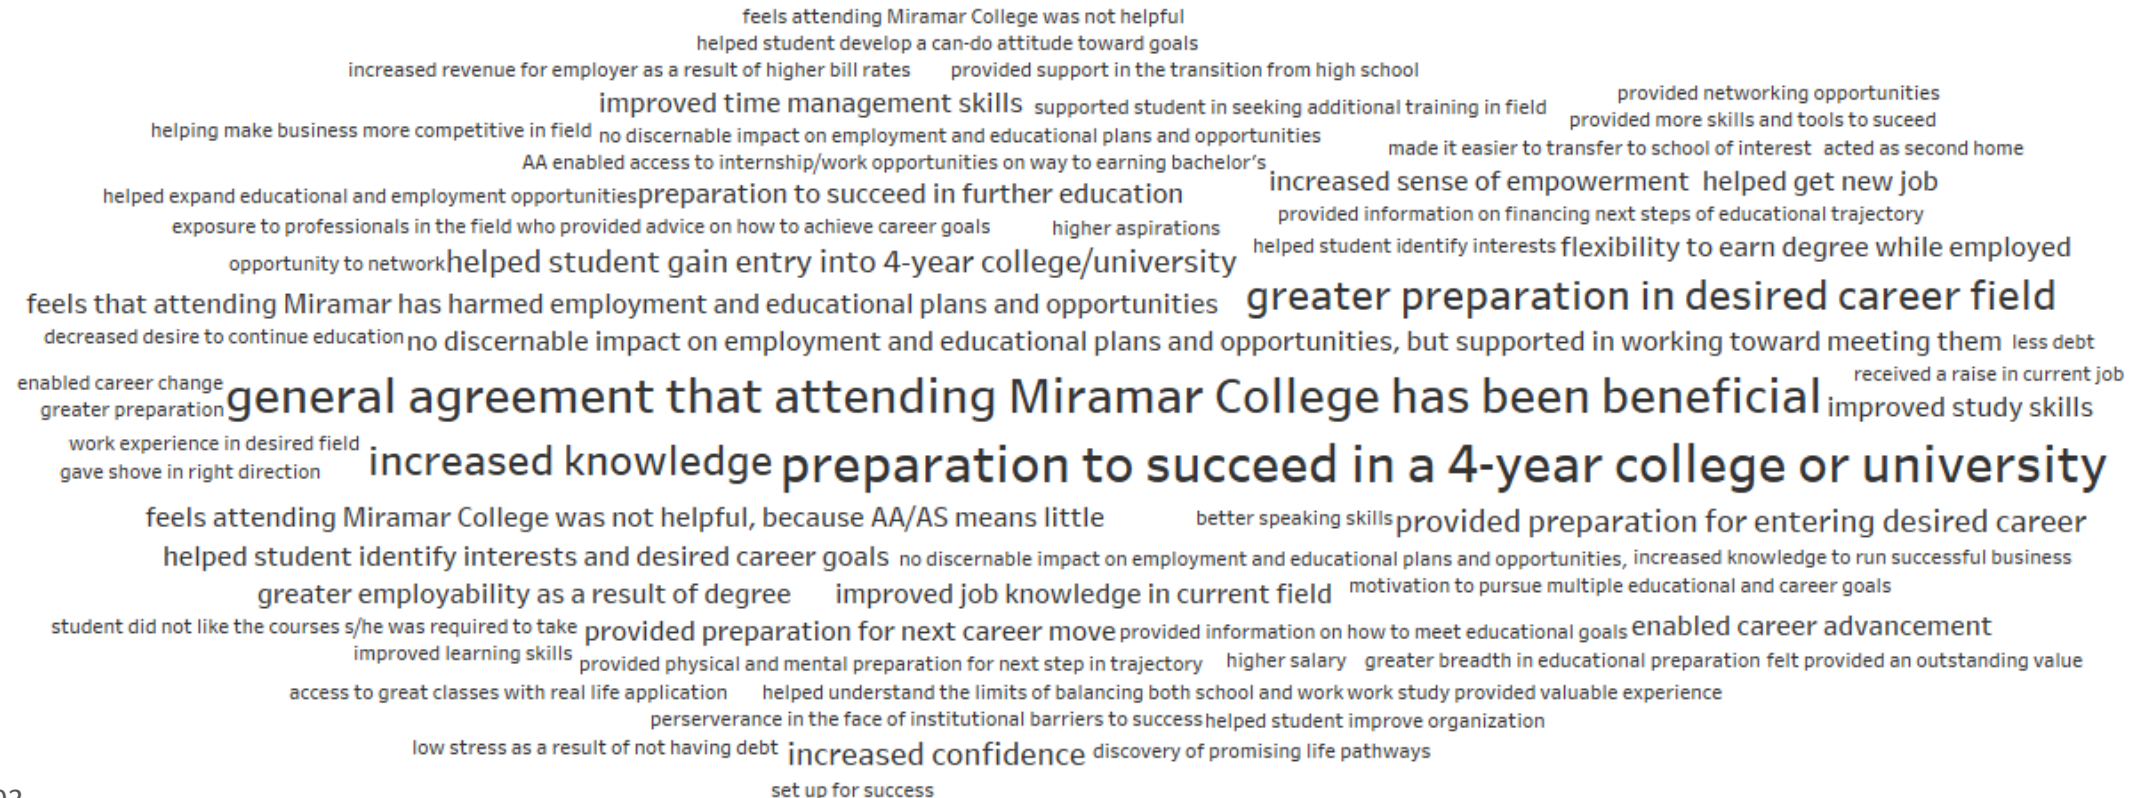 feels attending Miramar College was not helpful
helped student develop a can-do attitude toward goals
increased revenue for employer as a result of higher bill rates
provided support in the transition from high school
improved time management skills
supported student in seeking additional training in field
provided networking opportunities
provided more skills and tools to suceed
helping make business more competitive in field
no discernable impact on employment and educational plans and opportunities
made it easier to transfer to school of interest
acted as second home
AA enabled access to internship/work opportunities on way to earning bachelor's
helped expand educational and employment opportunities
preparation to succeed in further education
increased sense of empowerment
helped get new job
exposure to professionals in the field who provided advice on how to achieve career goals
higher aspirations
provided information on financing next steps of educational trajectory
opportunity to network
helped student gain entry into 4-year college/university
helped student identify interests
flexibility to earn degree while employed
feels that attending Miramar has harmed employment and educational plans and opportunities
greater preparation in desired career field
decreased desire to continue education
no discernable impact on employment and educational plans and opportunities, but supported in working toward meeting them
less debt
enabled career change
greater preparation
general agreement that attending Miramar College has been beneficial
received a raise in current job
improved study skills
work experience in desired field
gave shove in right direction
increased knowledge
preparation to succeed in a 4-year college or university
feels attending Miramar College was not helpful, because AA/AS means little
better speaking skills
provided preparation for entering desired career
helped student identify interests and desired career goals
no discernable impact on employment and educational plans and opportunities,
increased knowledge to run successful business
greater employability as a result of degree
improved job knowledge in current field
motivation to pursue multiple educational and career goals
student did not like the courses s/he was required to take
provided preparation for next career move
provided information on how to meet educational goals
enabled career advancement
improved learning skills
provided physical and mental preparation for next step in trajectory
higher salary
greater breadth in educational preparation
felt provided an outstanding value
access to great classes with real life application
helped understand the limits of balancing both school and work
work study provided valuable experience
perserverance in the face of institutional barriers to success
helped student improve organization
low stress as a result of not having debt
increased confidence
discovery of promising life pathways
set up for success